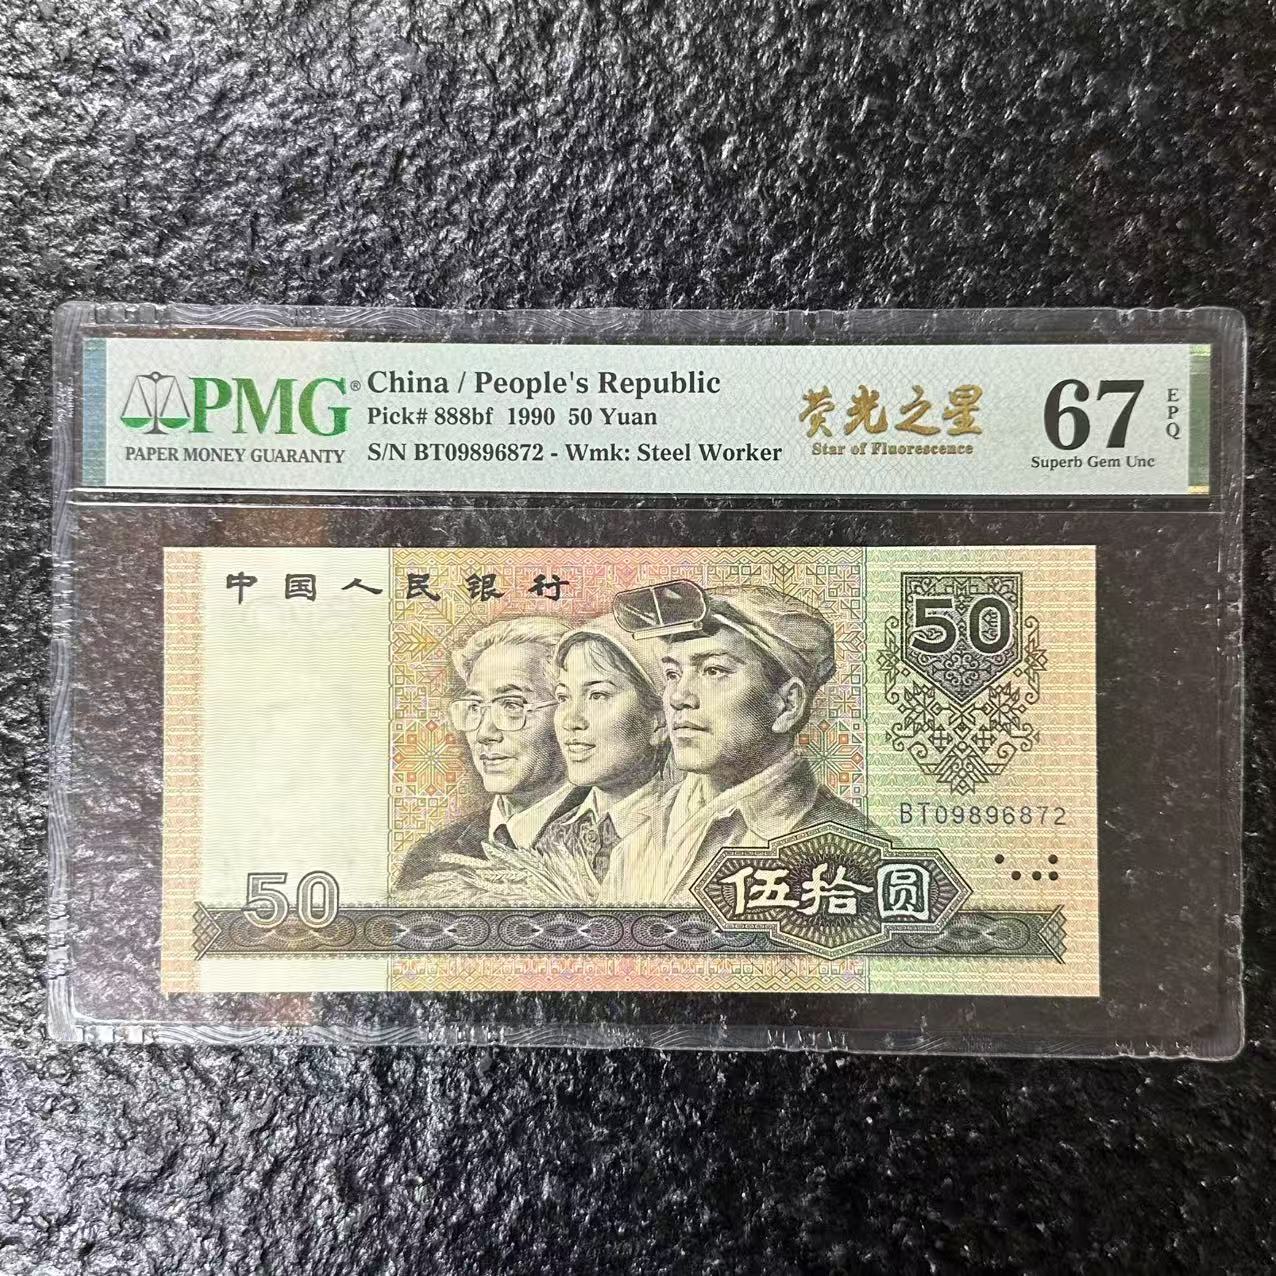 PMG®
PAPER MONEY GUARANTY
China / People's Republic
Pick# 888bf 1990 50 Yuan
S/N BT09896872 - Wmk: Steel Worker
荧光之星
Star of Fluorescence
67
EPQ
Superb Gem Unc
中国人民银行
50
BT09896872
50
伍拾圆